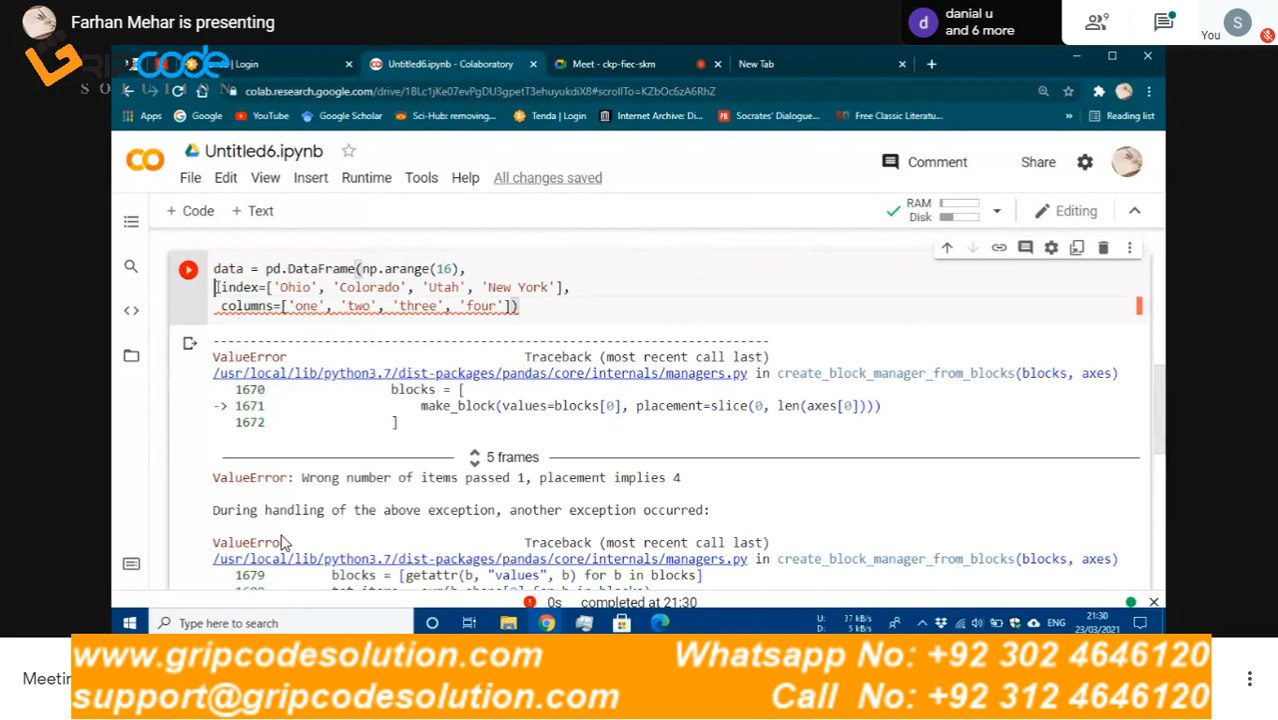 Farhan Mehar is presenting
danial u
and 6 more
9
S
You
GRIPCODE
d
| Login
Untitled6.ipynb - Colaboratory
Meet - ckp-fiec-skm
New Tab
colab.research.google.com/drive/1BLc1jKe07evPgDU3gpetT3ehuyukdiX8#scrollTo=KZbOc6zA6RhZ
Apps
Google
YouTube
Google Scholar
Sci-Hub: removing...
Tenda | Login
Internet Archive: Di...
Socrates' Dialogue...
Free Classic Literatu...
»
Reading list
CO
Untitled6.ipynb
Comment
Share
File Edit View Insert Runtime Tools Help All changes saved
+ Code + Text
RAM
Disk
Editing
data = pd.DataFrame(np.arange(16),
index=['Ohio', 'Colorado', 'Utah', 'New York'],
columns=['one', 'two', 'three', 'four'])
---------------------------------------------------------------------------
ValueError Traceback (most recent call last)
/usr/local/lib/python3.7/dist-packages/pandas/core/internals/managers.py in create_block_manager_from_blocks(blocks, axes)
1670 blocks = [
-> 1671 make_block(values=blocks[0], placement=slice(0, len(axes[0])))
1672 ]
5 frames
ValueError: Wrong number of items passed 1, placement implies 4
During handling of the above exception, another exception occurred:
ValueError Traceback (most recent call last)
/usr/local/lib/python3.7/dist-packages/pandas/core/internals/managers.py in create_block_manager_from_blocks(blocks, axes)
1679 blocks = [getattr(b, "values", b) for b in blocks]
0s completed at 21:30
Type here to search
U: 37 kB/s
D: 5 kB/s
ENG
21:30
23/03/2021
www.gripcodesolution.com
Whatsapp No: +92 302 4646120
Meetin
support@gripcodesolution.com
Call No: +92 312 4646120